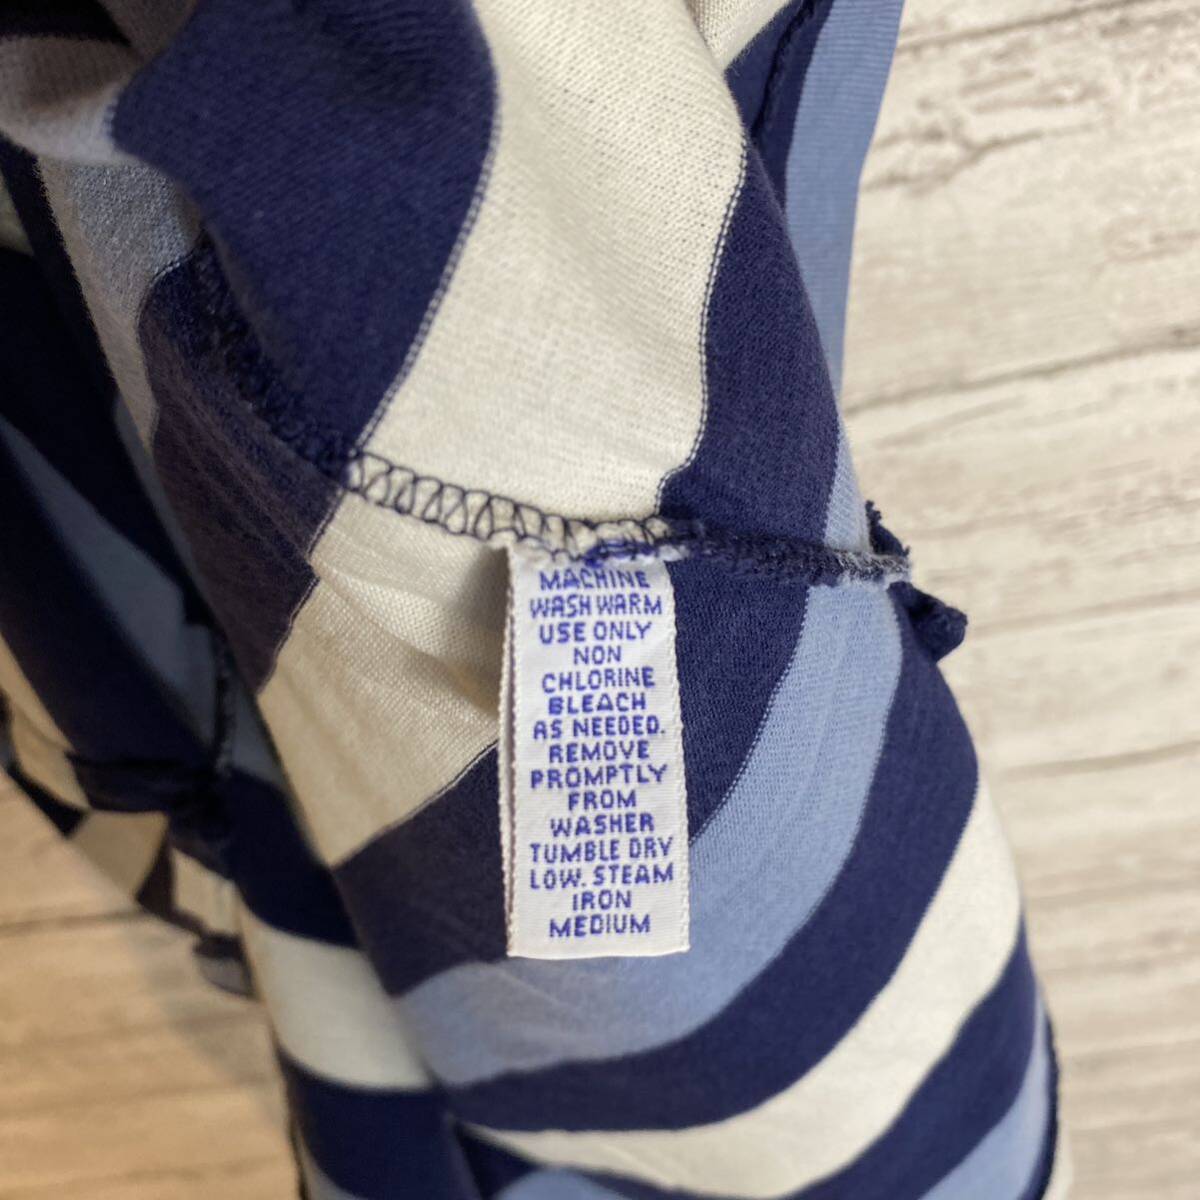 MACHINE
WASH WARM
USE ONLY
NON
CHLORINE
BLEACH
AS NEEDED.
REMOVE
PROMPTLY
FROM
WASHER
TUMBLE DRY
LOW. STEAM
IRON
MEDIUM